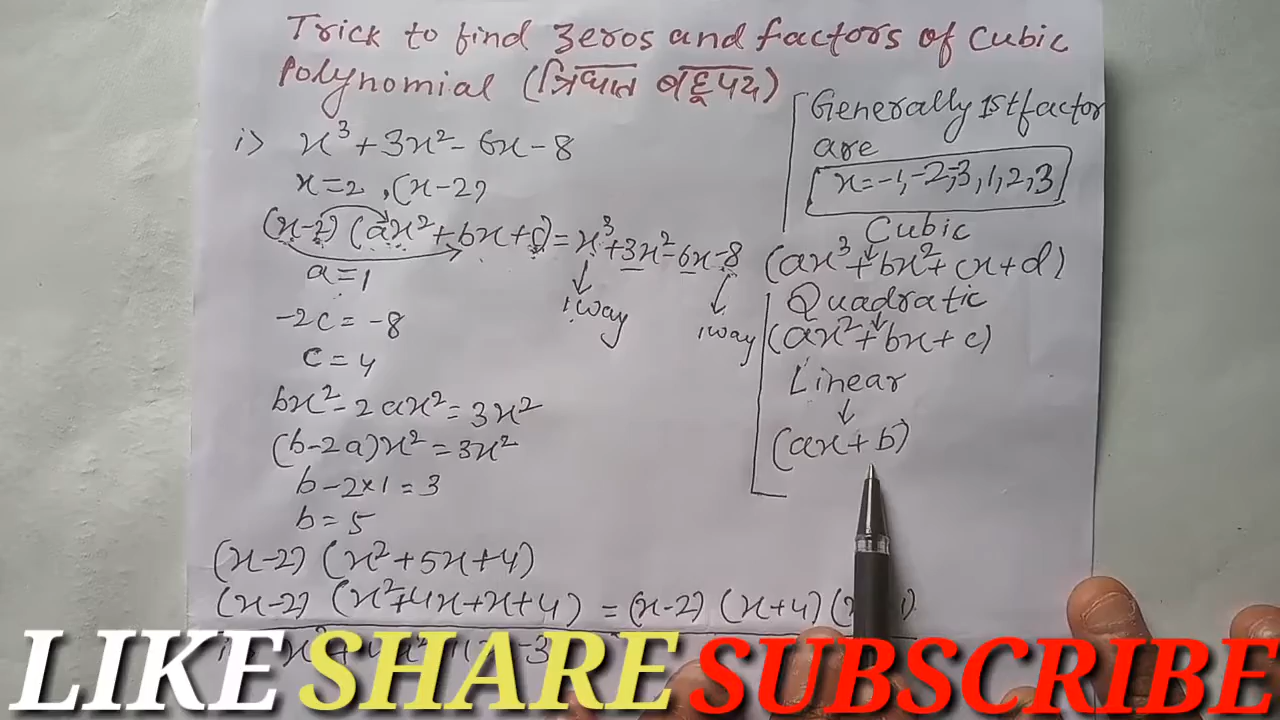 Trick to find zeros and factors of Cubic
Polynomial (त्रिघात बहुपद)
i) x³ + 3x² - 6x - 8
x = 2 , (x - 2)
(x-2) (ax² + bx + c) = x³ + 3x² - 6x - 8
1 way
1 way
a = 1
-2c = -8
c = 4
bx² - 2ax² = 3x²
(b - 2a)x² = 3x²
b - 2×1 = 3
b = 5
(x-2) (x² + 5x + 4)
(x-2) (x² + 4x + x + 4) = (x-2) (x+4)
Generally 1st factor
are
x = -1, -2, -3, 1, 2, 3
Cubic
(ax³ + bx² + cx + d)
Quadratic
(ax² + bx + c)
Linear
(ax + b)
LIKE SHARE SUBSCRIBE